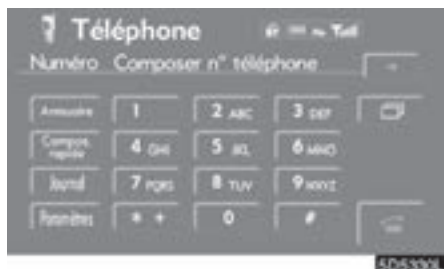 Téléphone
Numéro Composer n° téléphone
Annuaire 1 2 ABC 3 DEF
Compos. rapide 4 GHI 5 JKL 6 MNO
Journal 7 PQRS 8 TUV 9 WXYZ
Paramètres * + 0 #